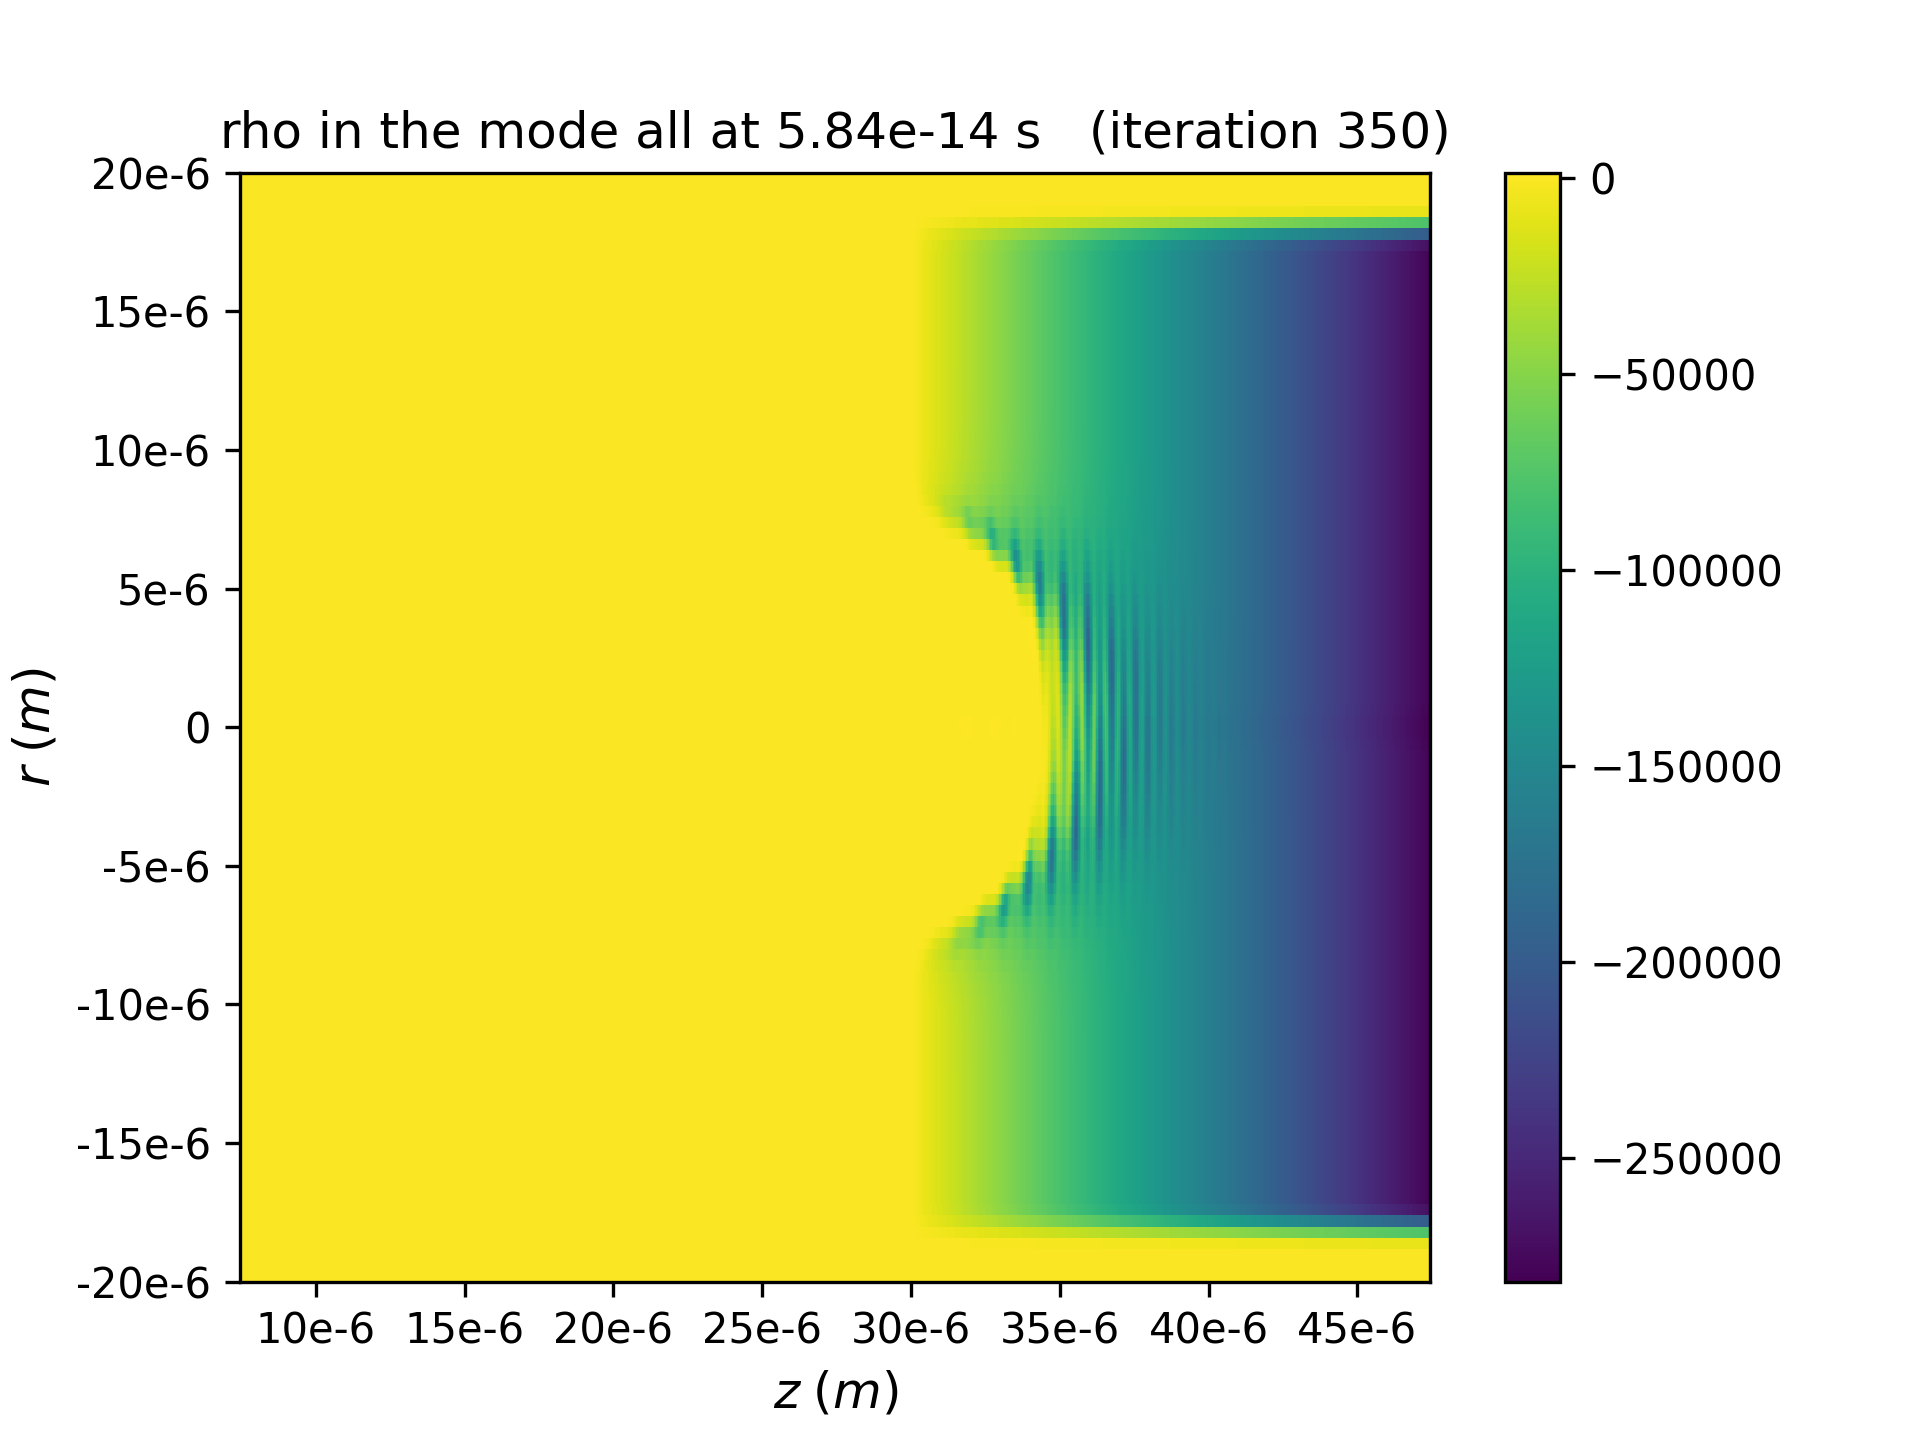 rho in the mode all at 5.84e-14 s   (iteration 350)
20e-6
15e-6
10e-6
5e-6
0
-5e-6
-10e-6
-15e-6
-20e-6
r (m)
10e-6 15e-6 20e-6 25e-6 30e-6 35e-6 40e-6 45e-6
z (m)
0
−50000
−100000
−150000
−200000
−250000